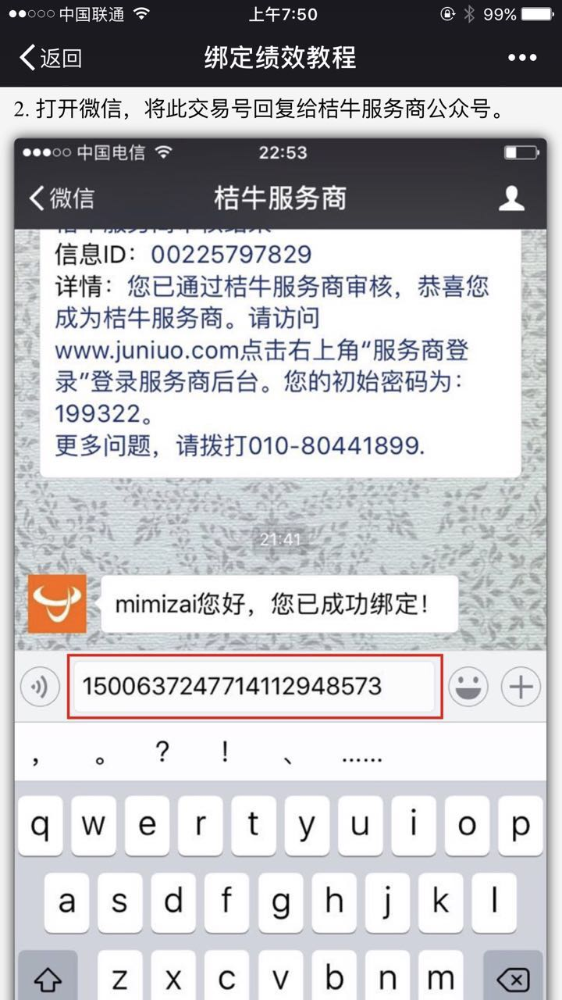 中国联通 上午7:50 99%
返回 绑定绩效教程
2. 打开微信，将此交易号回复给桔牛服务商公众号。
中国电信 22:53
微信 桔牛服务商
信息ID：00225797829
详情：您已通过桔牛服务商审核，恭喜您
成为桔牛服务商。请访问
www.juniuo.com点击右上角“服务商登
录”登录服务商后台。您的初始密码为：
199322。
更多问题，请拨打010-80441899.
21:41
mimizai您好，您已成功绑定！
1500637247714112948573
， 。 ? ! 、 ……
q w e r t y u i o p
a s d f g h j k l
z x c v b n m